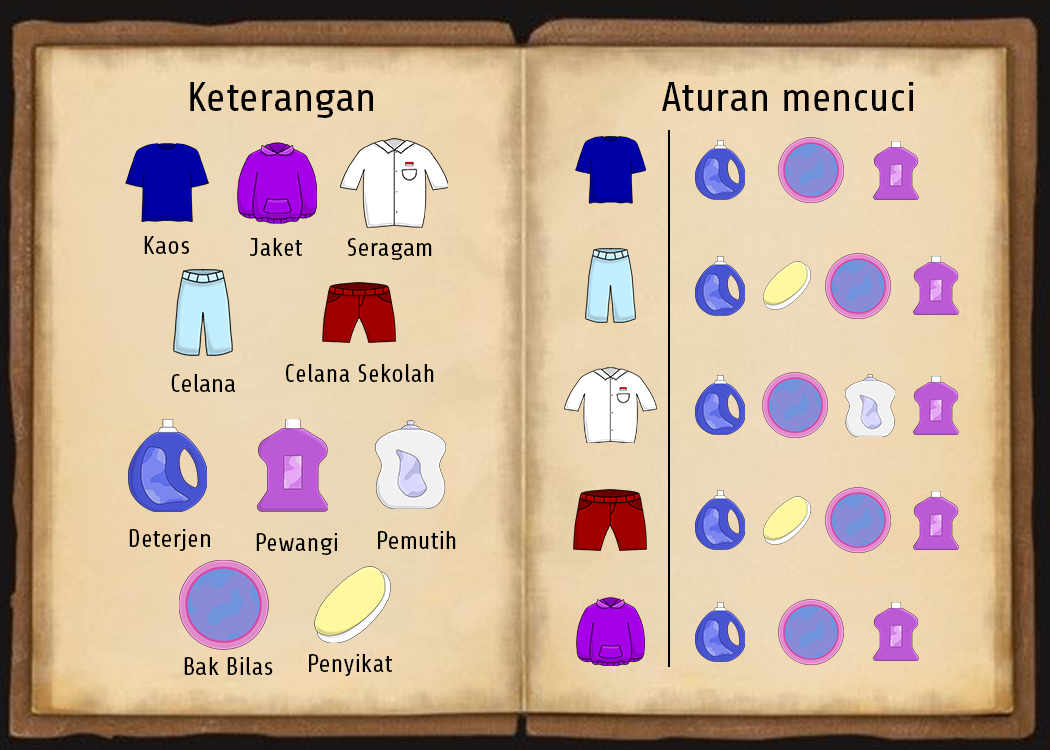 Keterangan
Kaos
Jaket
Seragam
Celana
Celana Sekolah
Deterjen
Pewangi
Pemutih
Bak Bilas
Penyikat
Aturan mencuci